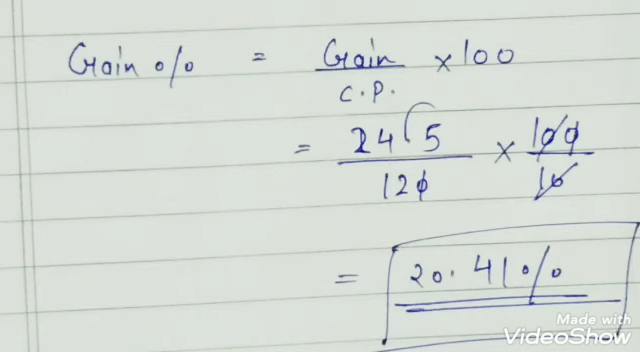 Gain % = Gain/C.P. × 100
= 24.5/120 × 100/10
= 20.41%
Made with
VideoShow